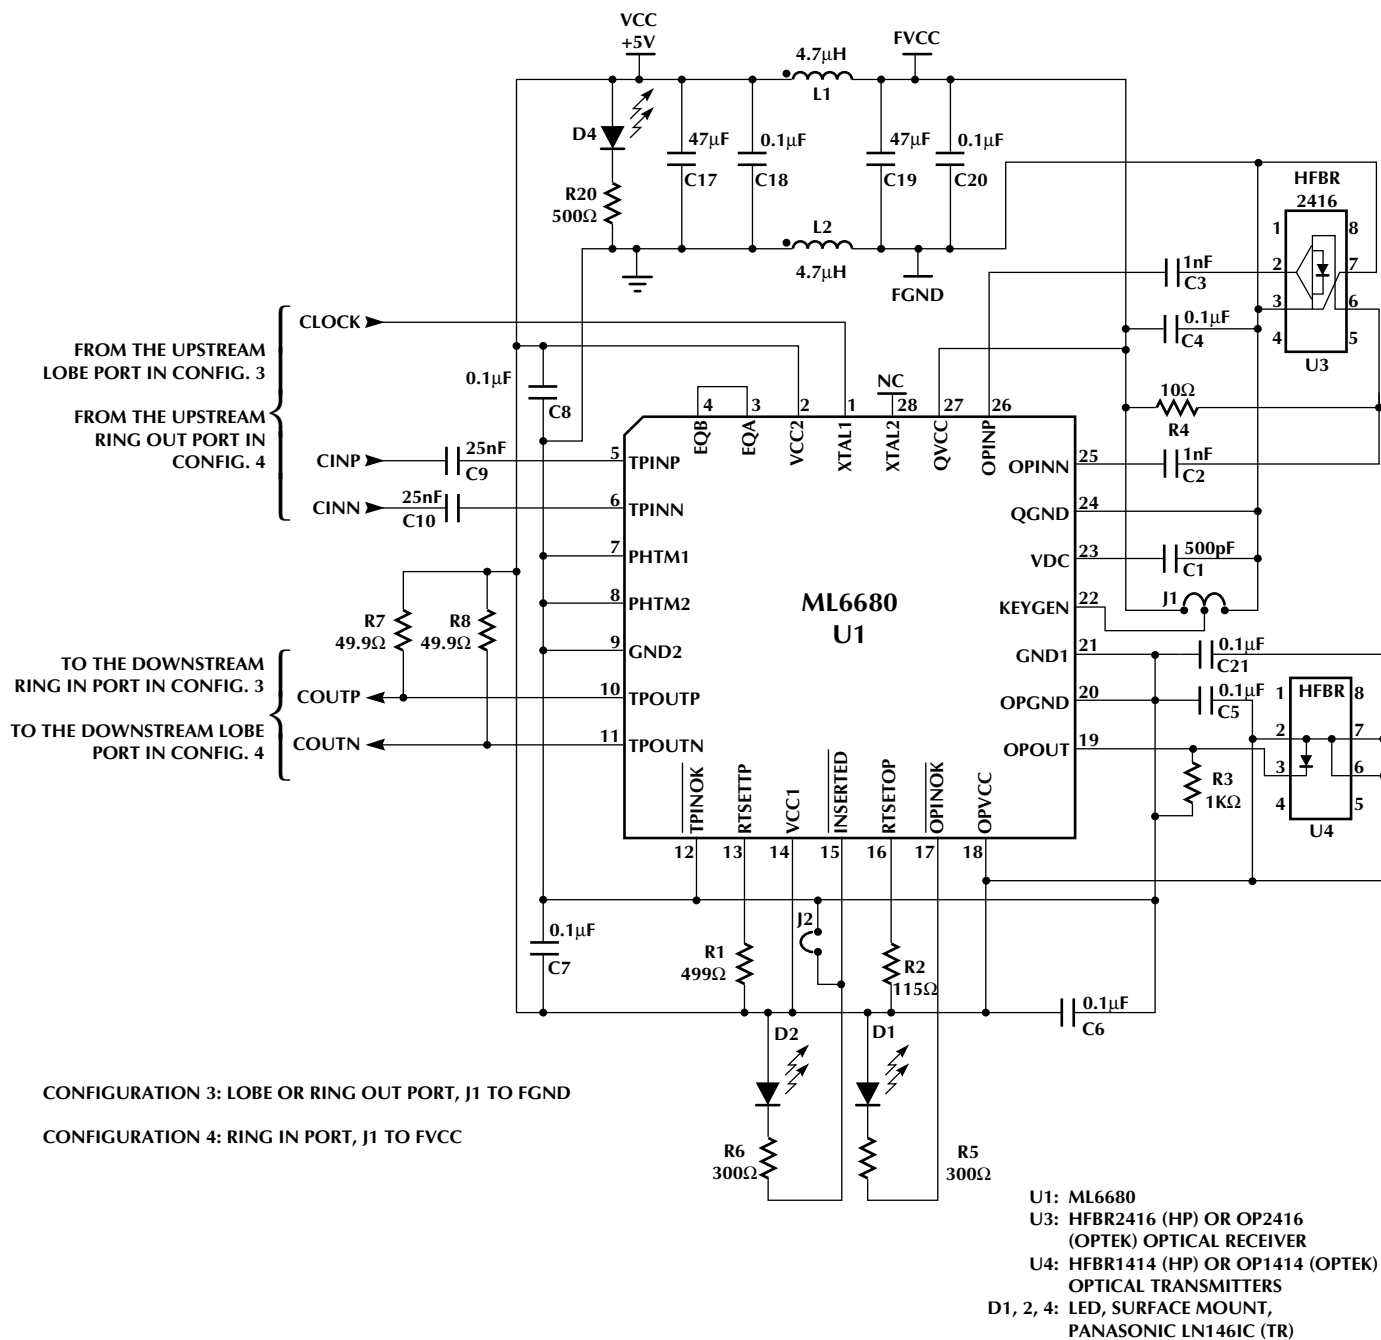 VCC
+5V
4.7µH
L1
FVCC
D4
47µF
C17
0.1µF
C18
47µF
C19
0.1µF
C20
R20
500Ω
L2
4.7µH
FGND
HFBR
2416
1
2
3
4
8
7
6
5
U3
1nF
C3
0.1µF
C4
10Ω
R4
1nF
C2
500pF
C1
J1
FROM THE UPSTREAM
LOBE PORT IN CONFIG. 3
FROM THE UPSTREAM
RING OUT PORT IN
CONFIG. 4
CLOCK
CINP
CINN
0.1µF
C8
25nF
C9
25nF
C10
NC
4
3
2
1
28
27
26
EQB
EQA
VCC2
XTAL1
XTAL2
QVCC
OPINP
5
TPINP
6
TPINN
7
PHTM1
8
PHTM2
9
GND2
10
TPOUTP
11
TPOUTN
ML6680
U1
OPINN
25
QGND
24
VDC
23
KEYGEN
22
GND1
21
OPGND
20
OPOUT
19
TPINOK
RTSETTP
VCC1
INSERTED
RTSETOP
OPINOK
OPVCC
12
13
14
15
16
17
18
R7
49.9Ω
R8
49.9Ω
TO THE DOWNSTREAM
RING IN PORT IN CONFIG. 3
TO THE DOWNSTREAM LOBE
PORT IN CONFIG. 4
COUTP
COUTN
0.1µF
C21
0.1µF
C5
R3
1KΩ
HFBR
1
2
3
4
8
7
6
5
U4
0.1µF
C7
R1
499Ω
J2
R2
115Ω
0.1µF
C6
D2
D1
R6
300Ω
R5
300Ω
CONFIGURATION 3: LOBE OR RING OUT PORT, J1 TO FGND
CONFIGURATION 4: RING IN PORT, J1 TO FVCC
U1: ML6680
U3: HFBR2416 (HP) OR OP2416
(OPTEK) OPTICAL RECEIVER
U4: HFBR1414 (HP) OR OP1414 (OPTEK)
OPTICAL TRANSMITTERS
D1, 2, 4: LED, SURFACE MOUNT,
PANASONIC LN146IC (TR)